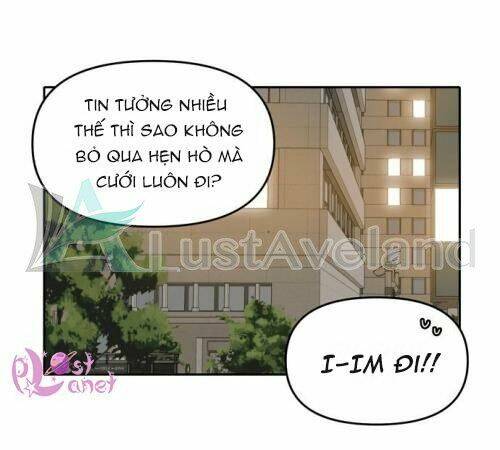 TIN TƯỞNG NHIỀU
THẾ THÌ SAO KHÔNG
BỎ QUA HẸN HÒ MÀ
CƯỚI LUÔN ĐI?
LustAveland
I-IM ĐI!!
Lost
Planet